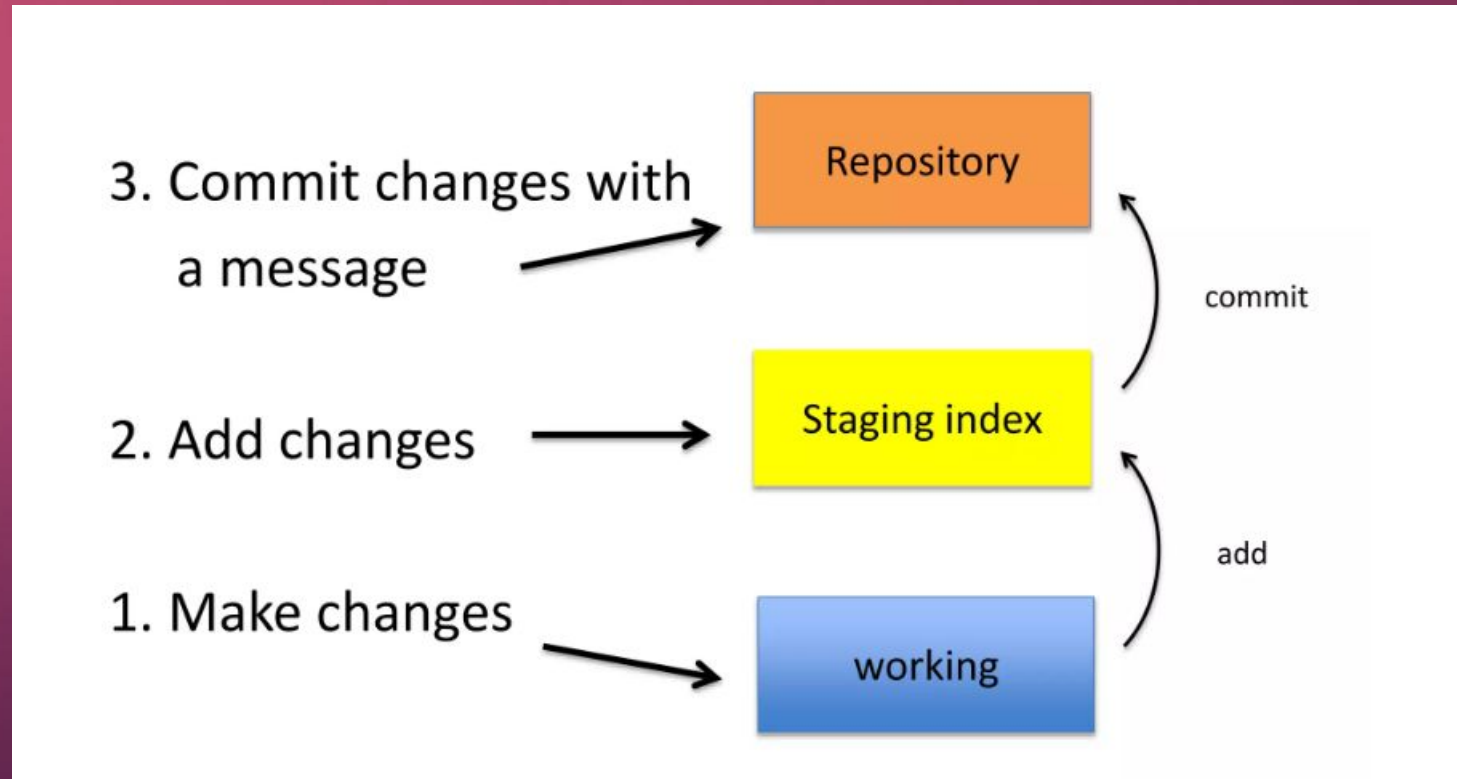 3. Commit changes with
a message
Repository
commit
2. Add changes
Staging index
add
1. Make changes
working